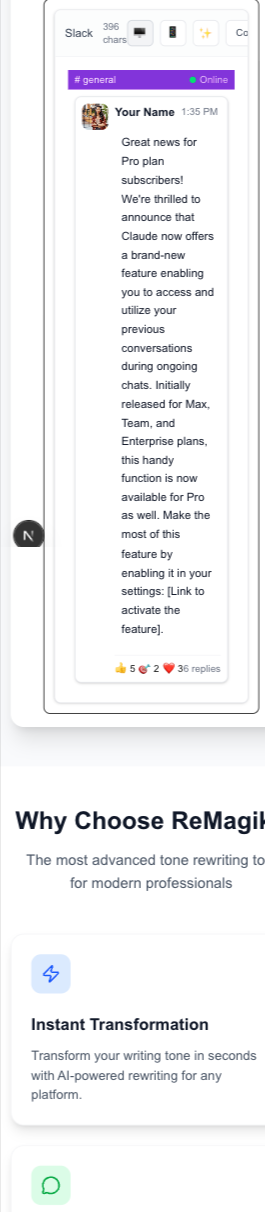 Slack
396
chars
Co
# general
Online
Your Name 1:35 PM
Great news for
Pro plan
subscribers!
We're thrilled to
announce that
Claude now offers
a brand-new
feature enabling
you to access and
utilize your
previous
conversations
during ongoing
chats. Initially
released for Max,
Team, and
Enterprise plans,
this handy
function is now
available for Pro
as well. Make the
most of this
feature by
enabling it in your
settings: [Link to
activate the
feature].
👍 5 🎯 2 ❤️ 36 replies
N
Why Choose ReMagik
The most advanced tone rewriting to
for modern professionals
Instant Transformation
Transform your writing tone in seconds
with AI-powered rewriting for any
platform.